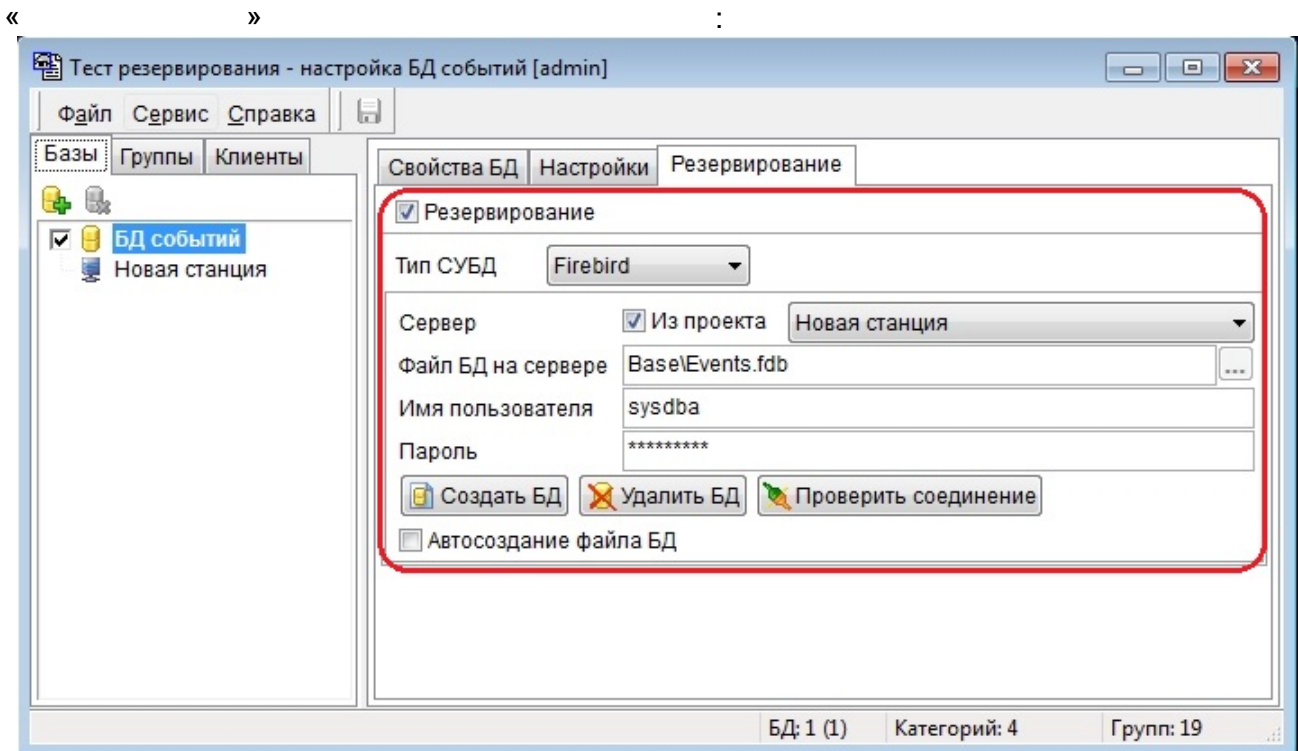 « » :
Тест резервирования - настройка БД событий [admin]
Файл Сервис Справка
Базы Группы Клиенты
Свойства БД Настройки Резервирование
Резервирование
БД событий
Новая станция
Тип СУБД Firebird
Сервер Из проекта Новая станция
Файл БД на сервере Base\Events.fdb ...
Имя пользователя sysdba
Пароль *********
Создать БД Удалить БД Проверить соединение
Автосоздание файла БД
БД: 1 (1) Категорий: 4 Групп: 19